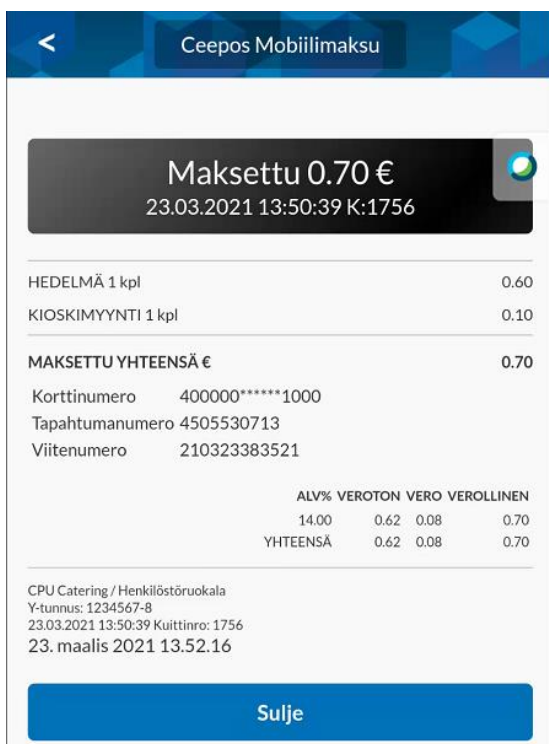 <
Ceepos Mobiilimaksu
Maksettu 0.70 €
23.03.2021 13:50:39 K:1756
HEDELMÄ 1 kpl 0.60
KIOSKIMYYNTI 1 kpl 0.10
MAKSETTU YHTEENSÄ € 0.70
Korttinumero 400000******1000
Tapahtumanumero 4505530713
Viitenumero 210323383521
ALV% VEROTON VERO VEROLLINEN
14.00 0.62 0.08 0.70
YHTEENSÄ 0.62 0.08 0.70
CPU Catering / Henkilöstöruokala
Y-tunnus: 1234567-8
23.03.2021 13:50:39 Kuittinro: 1756
23. maalis 2021 13.52.16
Sulje